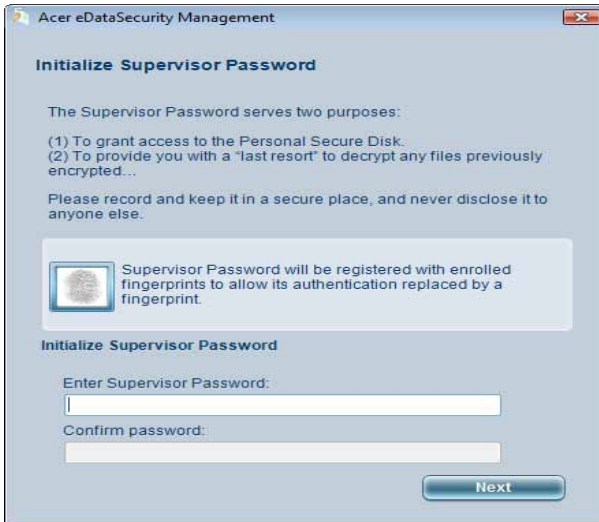 Acer eDataSecurity Management
Initialize Supervisor Password
The Supervisor Password serves two purposes:
(1) To grant access to the Personal Secure Disk.
(2) To provide you with a "last resort" to decrypt any files previously
encrypted...
Please record and keep it in a secure place, and never disclose it to
anyone else.
Supervisor Password will be registered with enrolled
fingerprints to allow its authentication replaced by a
fingerprint.
Initialize Supervisor Password
Enter Supervisor Password:
Confirm password:
Next